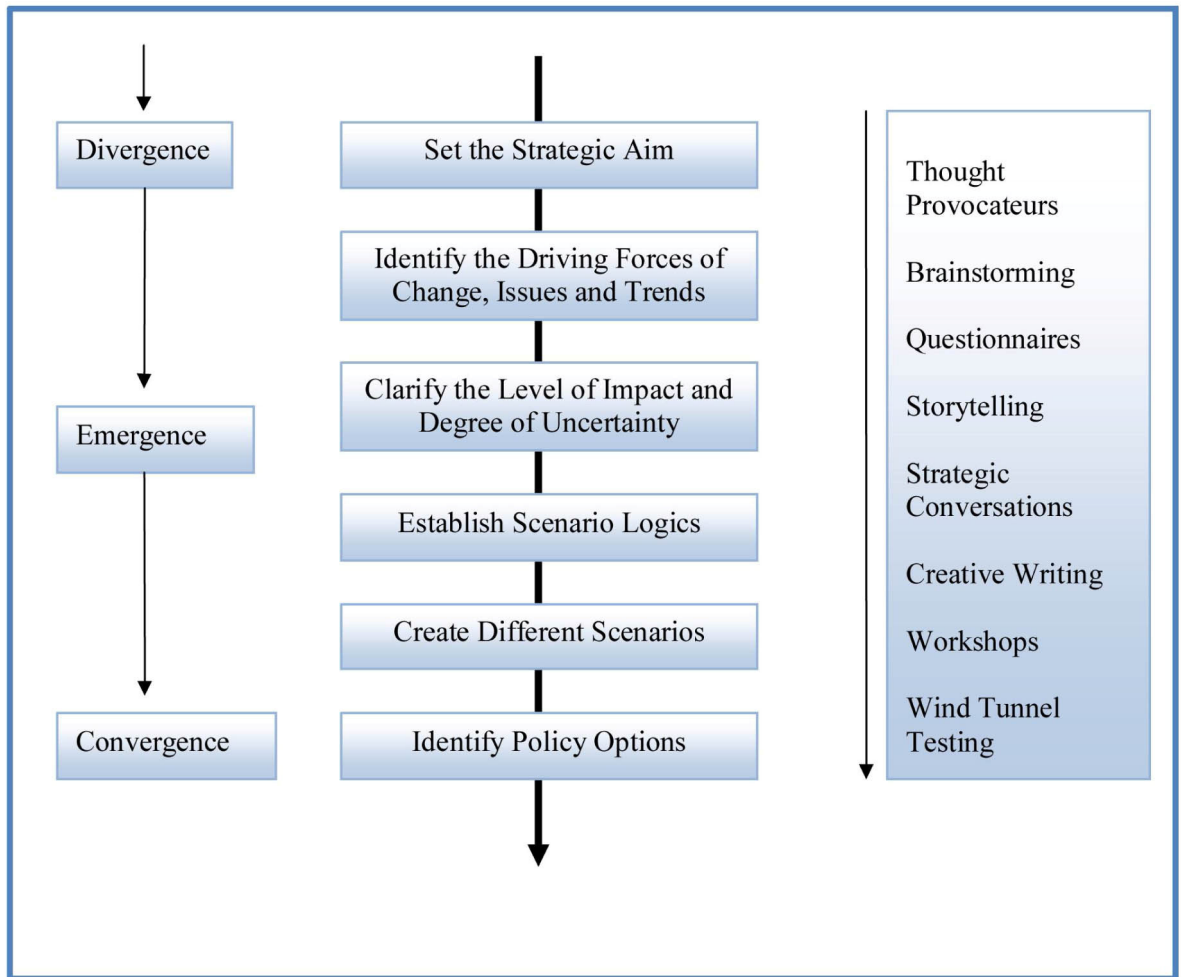 Divergence
Emergence
Convergence
Set the Strategic Aim
Identify the Driving Forces of
Change, Issues and Trends
Clarify the Level of Impact and
Degree of Uncertainty
Establish Scenario Logics
Create Different Scenarios
Identify Policy Options
Thought
Provocateurs
Brainstorming
Questionnaires
Storytelling
Strategic
Conversations
Creative Writing
Workshops
Wind Tunnel
Testing